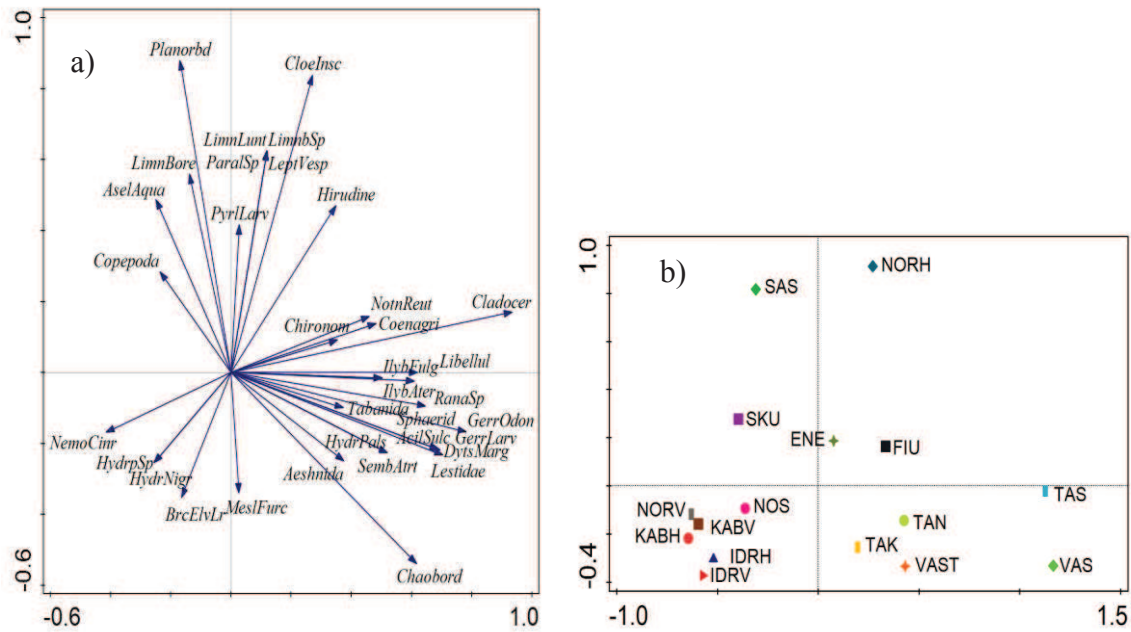 a)
1.0
-0.6
-0.6
1.0
Planorbd
CloeInsc
LimnLunt LimnbSp
ParalSp LeptVesp
LimnBore
AselAqua
Hirudine
PyrlLarv
Copepoda
NotnReut
Cladocer
Coenagri
Chironom
IlybFulg Libellul
IlybAter
RanaSp
Tabanida
Sphaerid
GerrOdon
NemoCinr
AcilSulc GerrLarv
HydrPals
DytsMarg
HydrpSp
SembAtrt
Lestidae
HydrNigr
Aeshnida
BrcElvLr
MeslFurc
Chaobord
b)
1.0
-0.4
-1.0
1.5
NORH
SAS
SKU
ENE
FIU
TAS
NORV
NOS
KABV
TAN
KABH
TAK
IDRH
VAST
VAS
IDRV